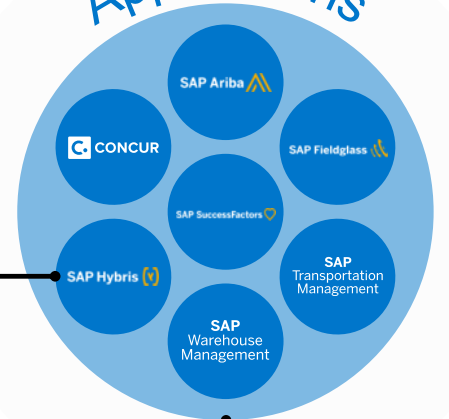 SAP Ariba
CONCUR
SAP Fieldglass
SAP SuccessFactors
SAP Hybris
SAP
Transportation
Management
SAP
Warehouse
Management